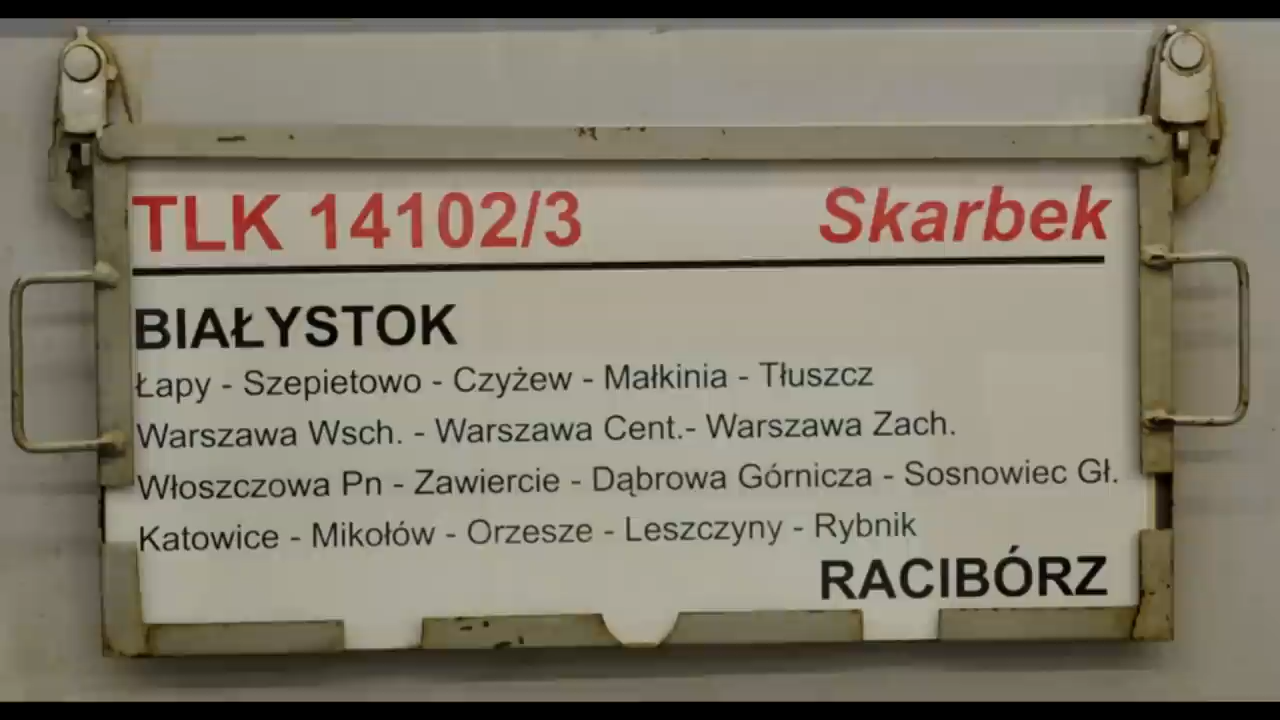 TLK 14102/3 Skarbek
BIAŁYSTOK
Łapy - Szepietowo - Czyżew - Małkinia - Tłuszcz
Warszawa Wsch. - Warszawa Cent.- Warszawa Zach.
Włoszczowa Pn - Zawiercie - Dąbrowa Górnicza - Sosnowiec Gł.
Katowice - Mikołów - Orzesze - Leszczyny - Rybnik
RACIBÓRZ